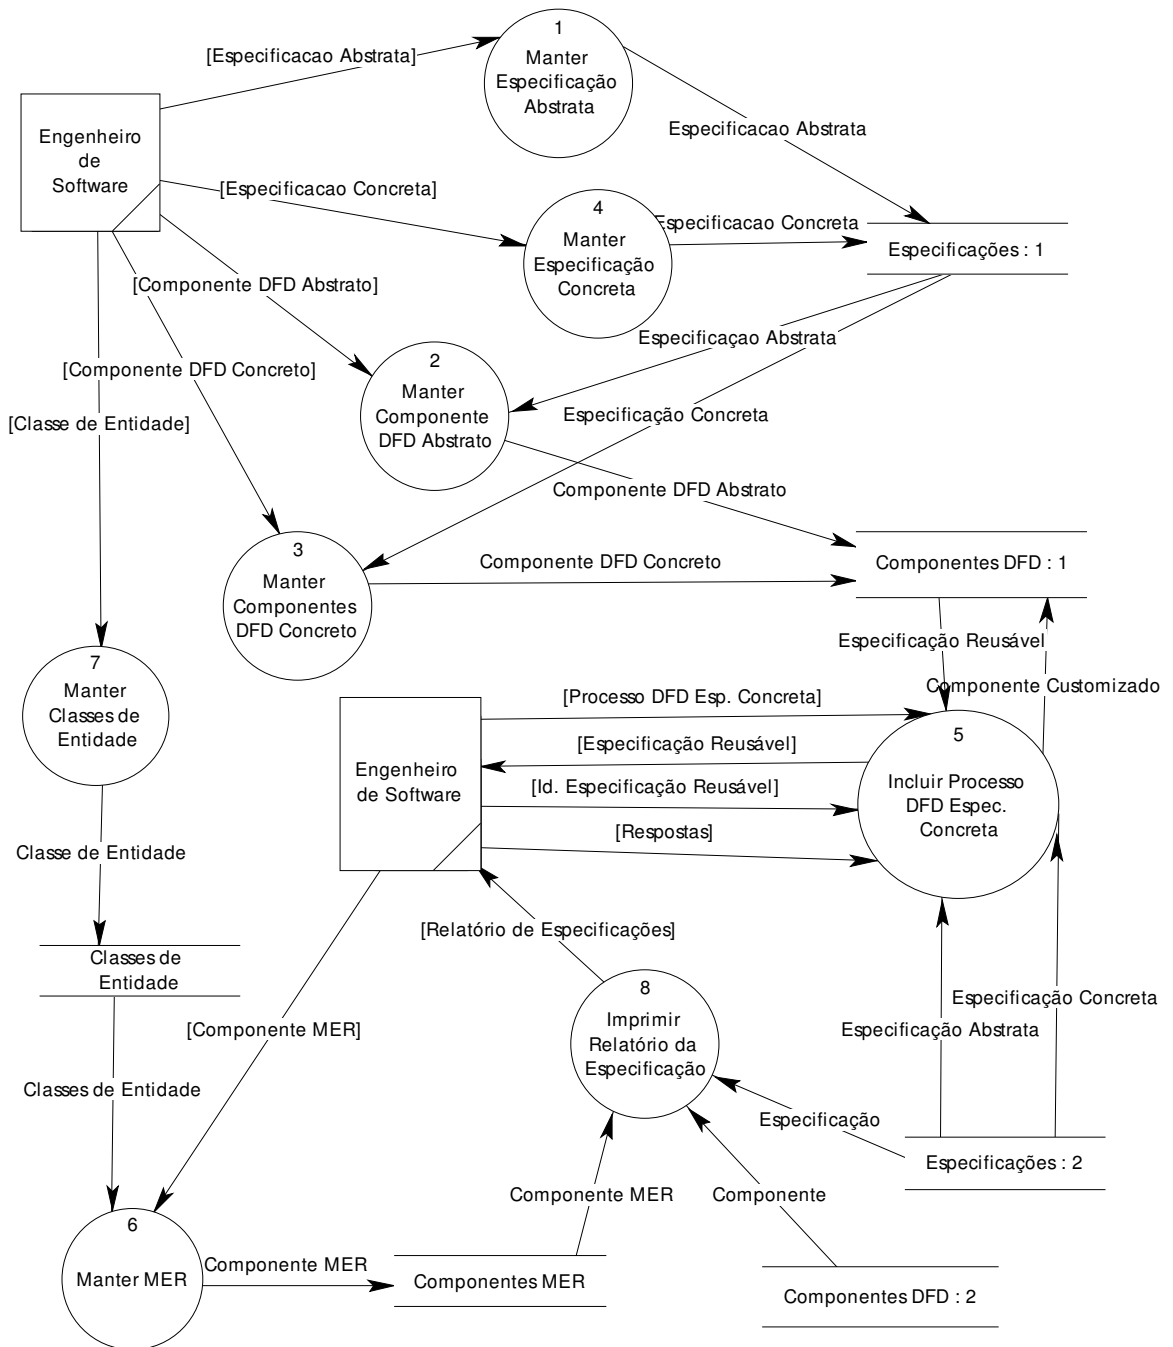 1
Manter
Especificação
Abstrata
[Especificacao Abstrata]
Engenheiro
de
Software
Especificacao Abstrata
[Especificacao Concreta]
4
Manter
Especificação
Concreta
Especificacao Concreta
Especificações : 1
[Componente DFD Abstrato]
Especificaçao Abstrata
[Componente DFD Concreto]
2
Manter
Componente
DFD Abstrato
Especificação Concreta
[Classe de Entidade]
Componente DFD Abstrato
3
Manter
Componentes
DFD Concreto
Componente DFD Concreto
Componentes DFD : 1
Especificação Reusável
Componente Customizado
7
Manter
Classes de
Entidade
[Processo DFD Esp. Concreta]
[Especificação Reusável]
[Id. Especificação Reusável]
[Respostas]
Engenheiro
de Software
5
Incluir Processo
DFD Espec.
Concreta
Classe de Entidade
[Relatório de Especificações]
Classes de
Entidade
8
Imprimir
Relatório da
Especificação
Especificação Concreta
Especificação Abstrata
[Componente MER]
Classes de Entidade
Especificação
Especificações : 2
Componente MER
Componente
6
Manter MER
Componente MER
Componentes MER
Componentes DFD : 2